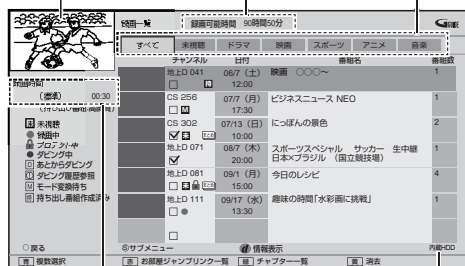 録画一覧
録画可能時間 90時間50分
GUIDE
すべて 未視聴 ドラマ 映画 スポーツ アニメ 音楽
チャンネル 日付 番組名 番組数
地上D 041 06/7（土） 映画 ○○〜 1
12:00
録画時間
（標準） 00:30
CS 256 07/7（月） ビジネスニュース NEO 1
17:30
未視聴
録画中
CS 302 07/13（日） にっぽんの景色 2
10:00
ダビング中
あとからダビング
地上D 071 08/7（木） スポーツスペシャル サッカー 生中継 1
20:00 日本×ブラジル （国立競技場）
ダビング履歴参照
モード変換待ち
持ち出し番組作成済み
地上D 081 09/1（月） 今日のレシピ 4
15:00
地上D 111 09/17（水） 趣味の時間「水彩画に挑戦」 1
13:30
戻る
Ⓢサブメニュー
d 情報表示
内蔵HDD
青 複数選択 赤 お部屋ジャンプリンク一覧 緑 チャプター一覧 黄 消去